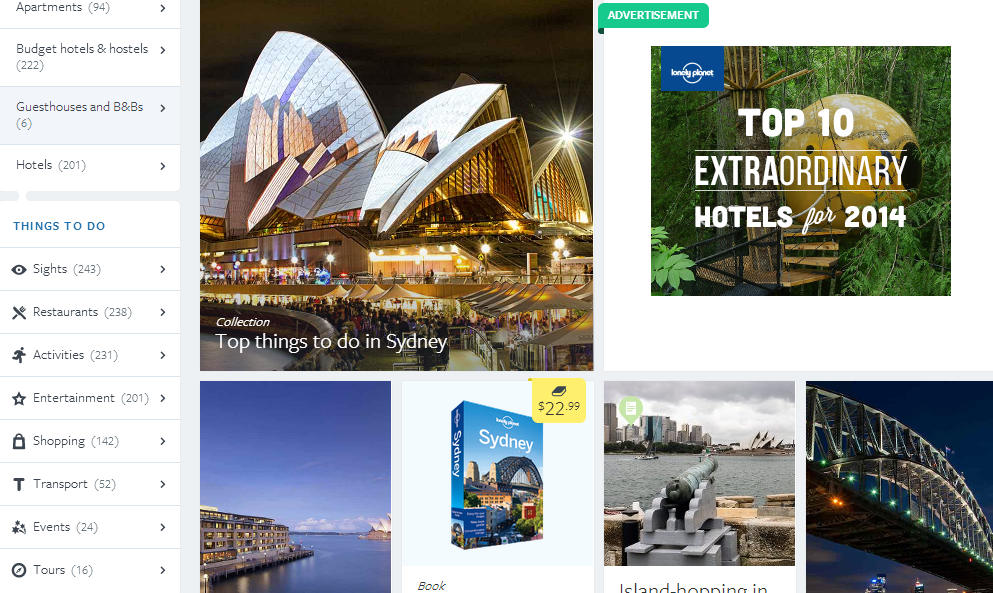 Apartments (94)
Budget hotels & hostels
(222)
Guesthouses and B&Bs
(6)
Hotels (201)
THINGS TO DO
Sights (243)
Restaurants (238)
Activities (231)
Entertainment (201)
Shopping (142)
Transport (52)
Events (24)
Tours (16)
Collection
Top things to do in Sydney
ADVERTISEMENT
lonely planet
TOP 10
EXTRAORDINARY
HOTELS for 2014
$22.99
lonely planet
Sydney
Sydney
Book
Island-hopping in